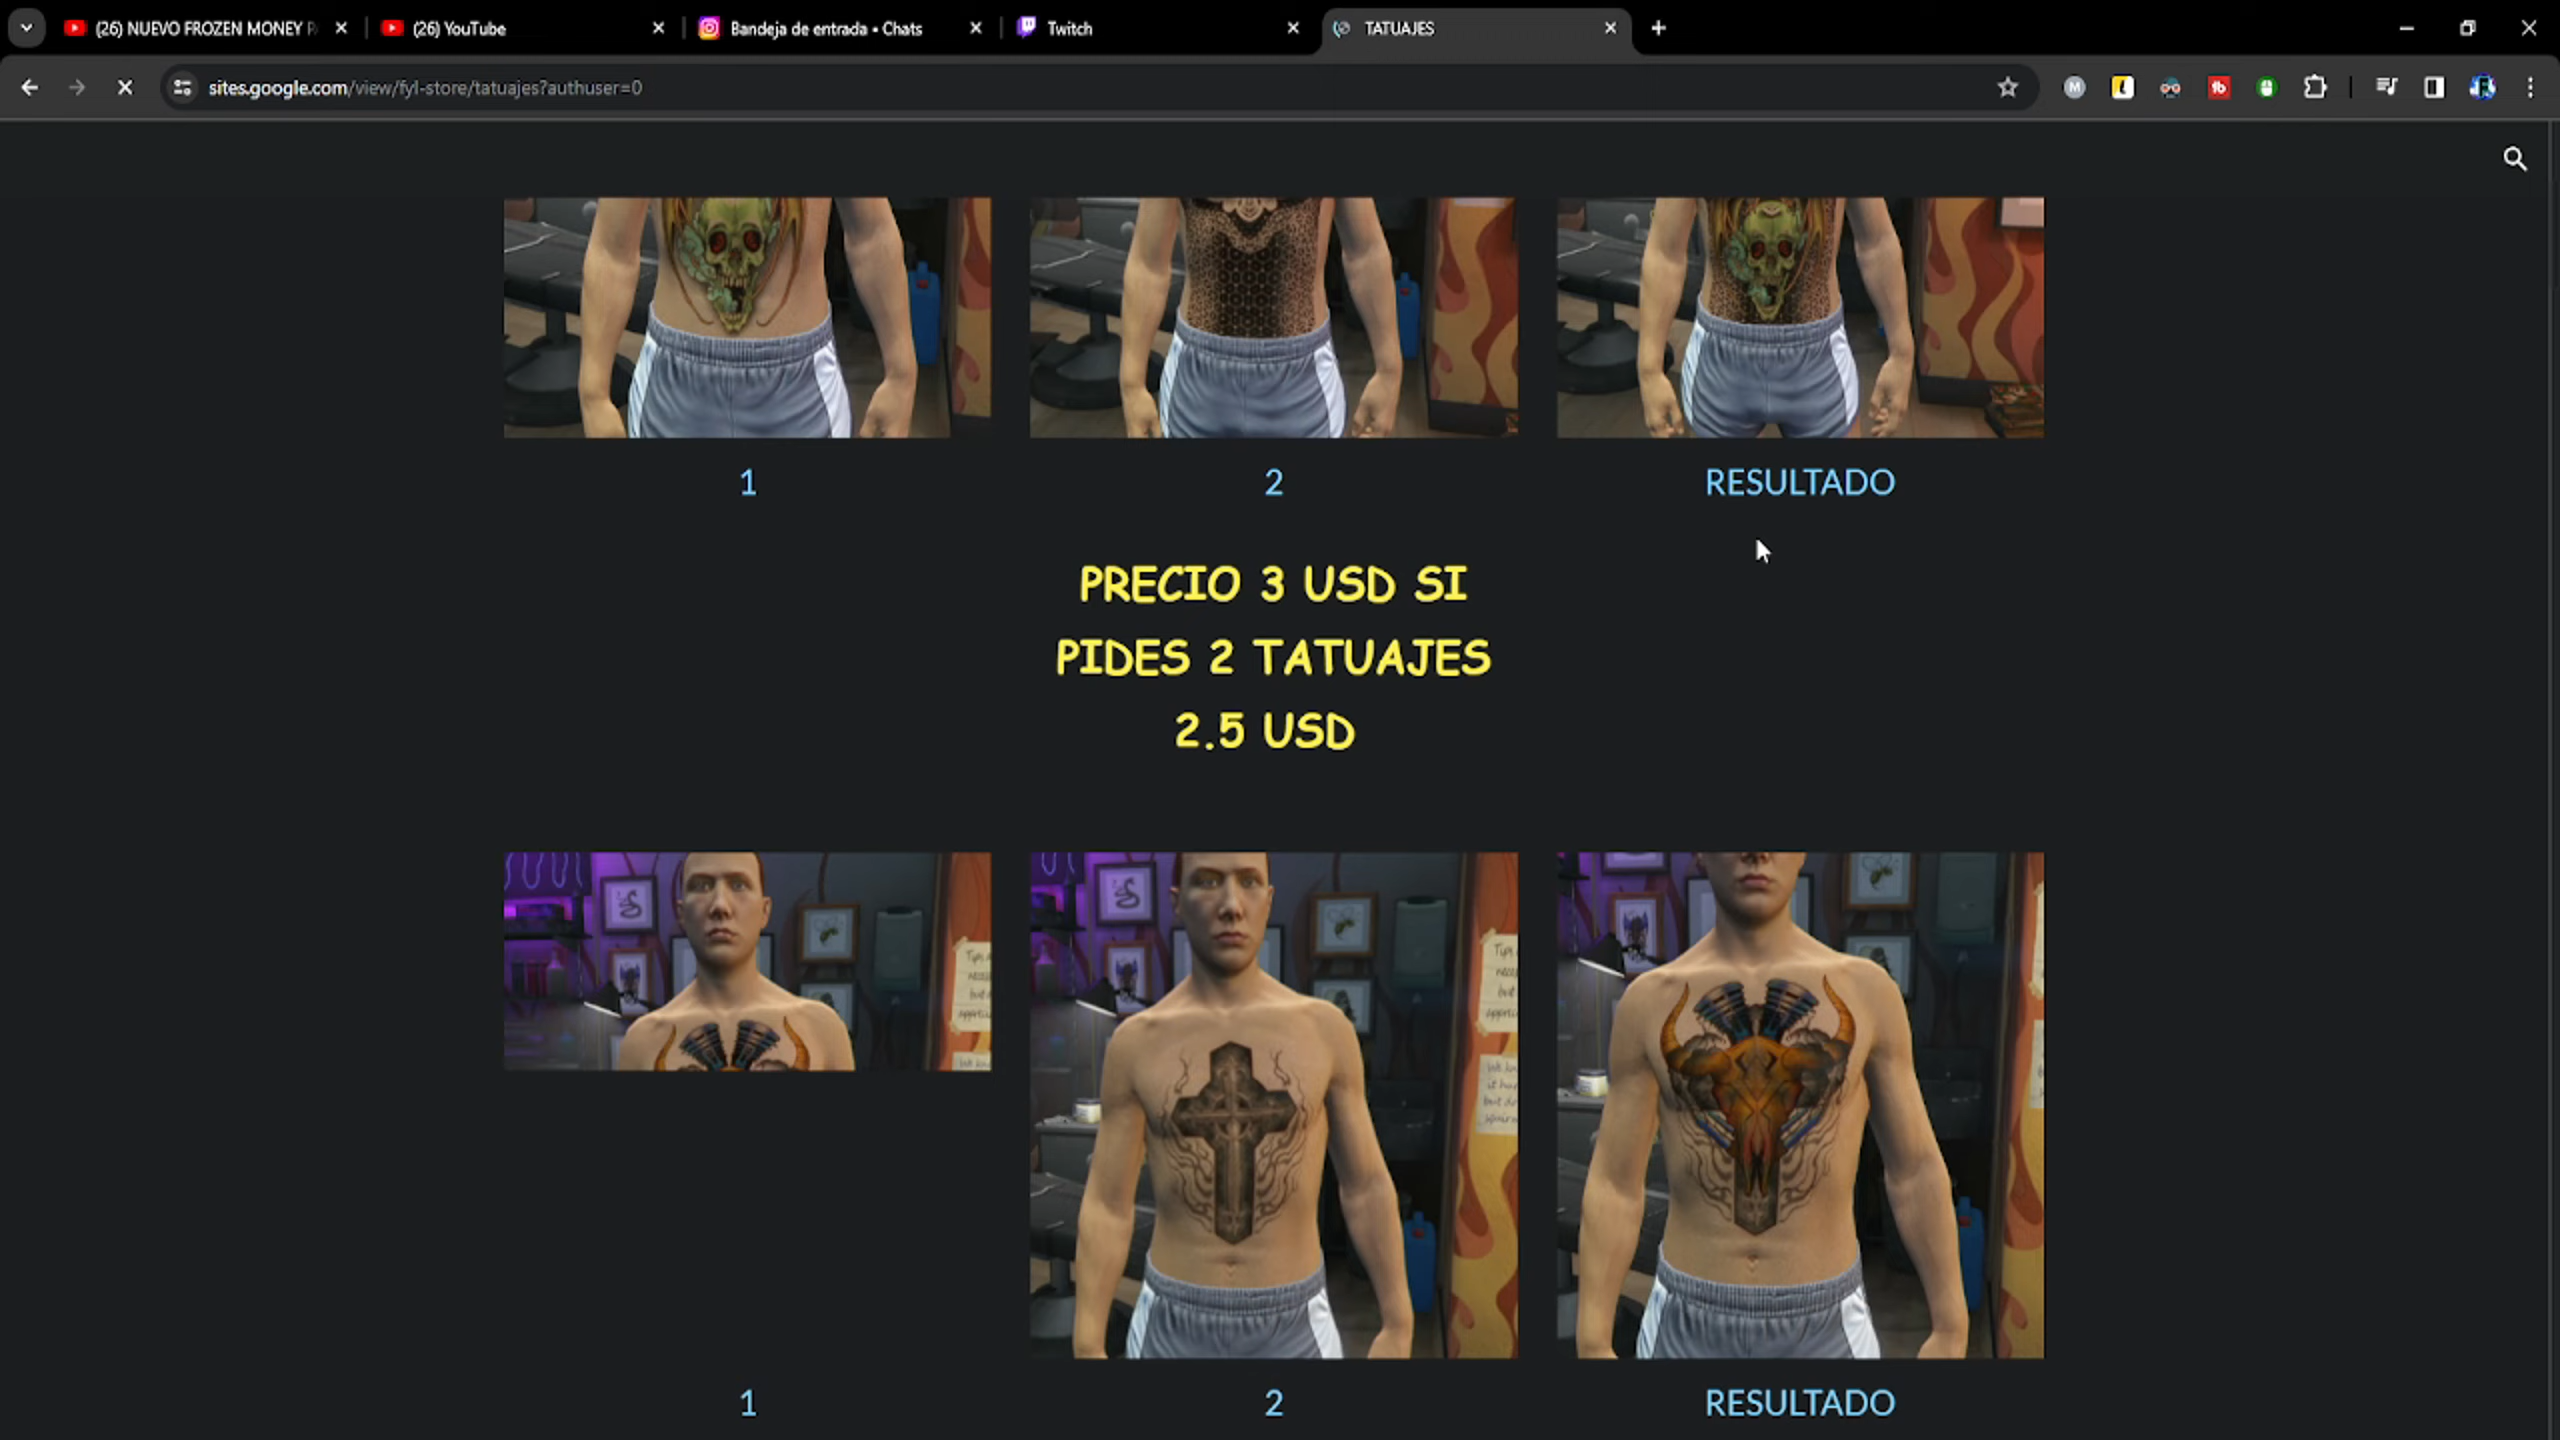 (26) NUEVO FROZEN MONEY
(26) YouTube
Bandeja de entrada • Chats
Twitch
TATUAJES
sites.google.com/view/fyl-store/tatuajes?authuser=0
1
2
RESULTADO
PRECIO 3 USD SI
PIDES 2 TATUAJES
2.5 USD
1
2
RESULTADO